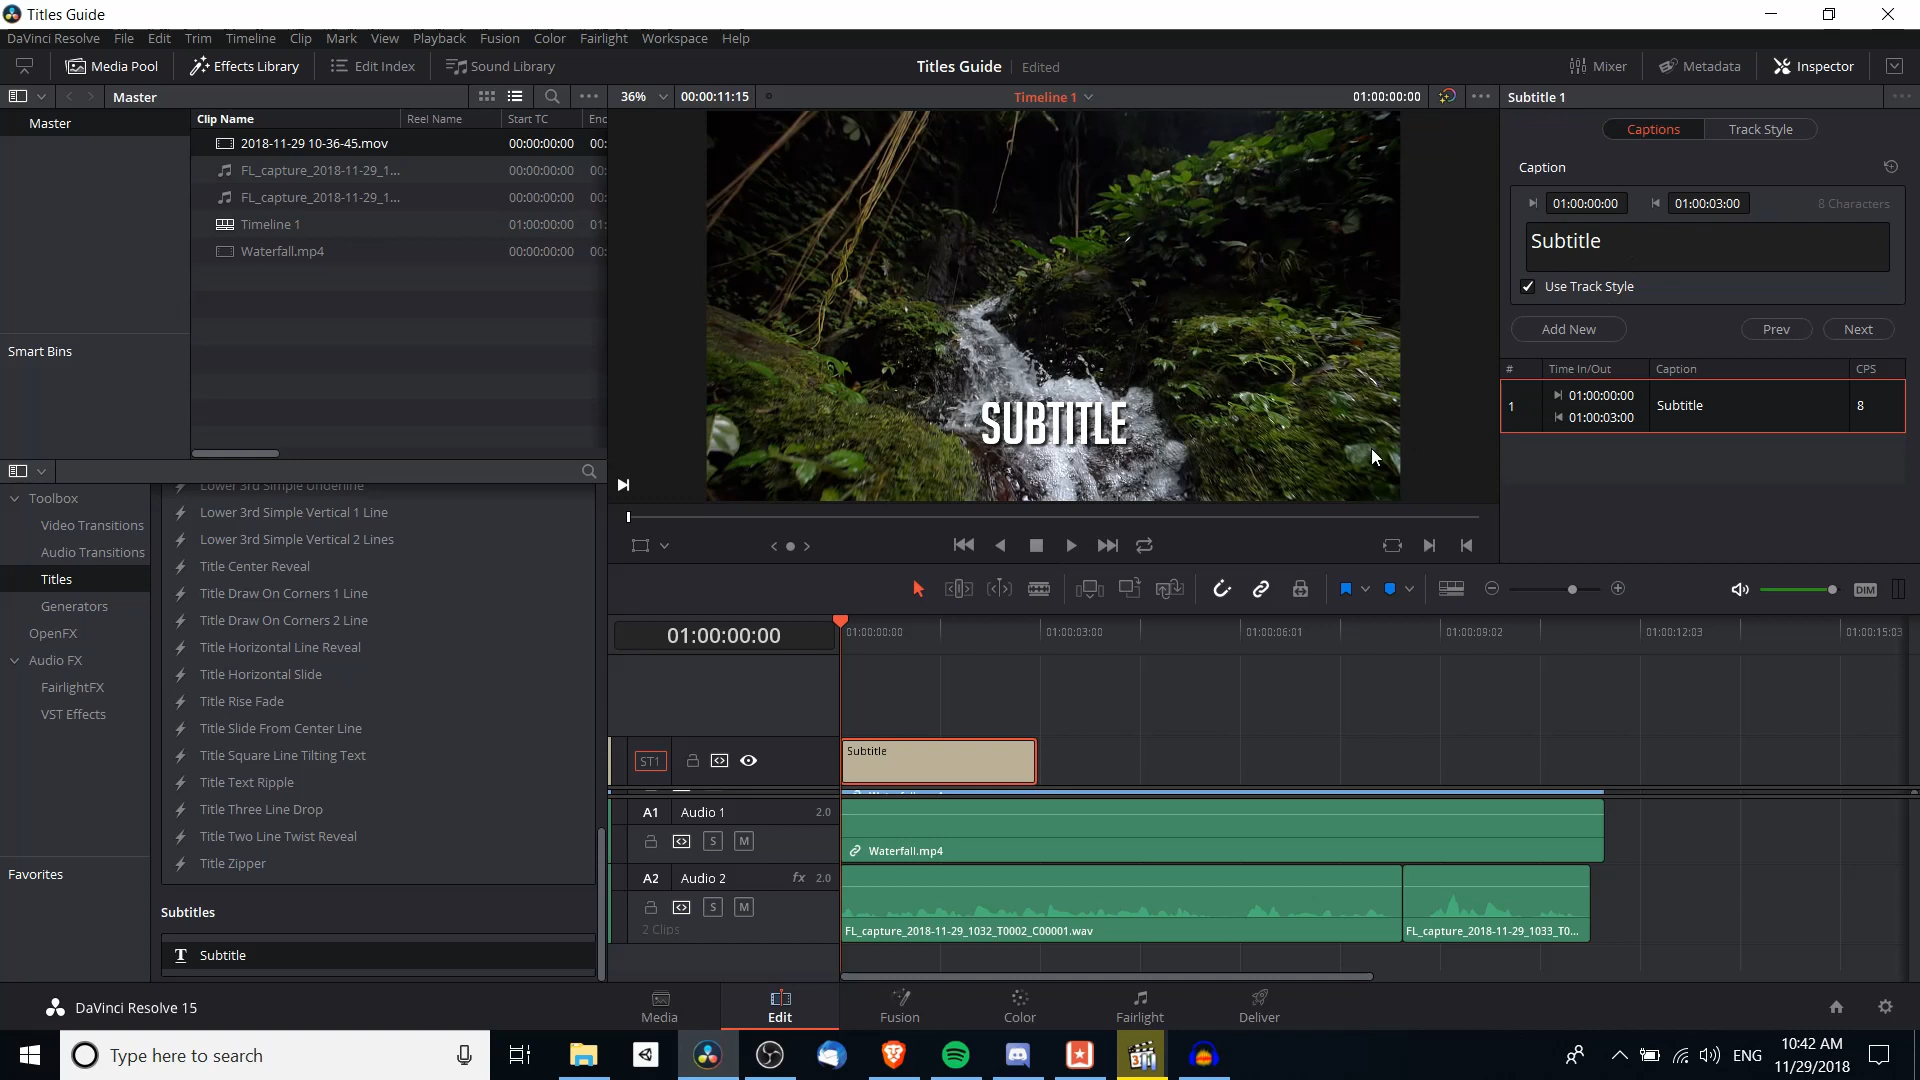 Titles Guide
DaVinci Resolve File Edit Trim Timeline Clip Mark View Playback Fusion Color Fairlight Workspace Help
Media Pool Effects Library Edit Index Sound Library Titles Guide Edited Mixer Metadata Inspector
Master 36% 00:00:11:15 Timeline 1 01:00:00:00 Subtitle 1
Master
Clip Name Reel Name Start TC Enc
2018-11-29 10-36-45.mov 00:00:00:00 00:
FL_capture_2018-11-29_1... 00:00:00:00 00:
FL_capture_2018-11-29_1... 00:00:00:00 00:
Timeline 1 01:00:00:00 01:
Waterfall.mp4 00:00:00:00 00:
Smart Bins
SUBTITLE
Captions Track Style
Caption
01:00:00:00 01:00:03:00 8 Characters
Subtitle
Use Track Style
Add New Prev Next
# Time In/Out Caption CPS
1 01:00:00:00 Subtitle 8
01:00:03:00
Toolbox
Video Transitions
Audio Transitions
Titles
Generators
OpenFX
Audio FX
FairlightFX
VST Effects
Favorites
Lower 3rd Simple Underline
Lower 3rd Simple Vertical 1 Line
Lower 3rd Simple Vertical 2 Lines
Title Center Reveal
Title Draw On Corners 1 Line
Title Draw On Corners 2 Line
Title Horizontal Line Reveal
Title Horizontal Slide
Title Rise Fade
Title Slide From Center Line
Title Square Line Tilting Text
Title Text Ripple
Title Three Line Drop
Title Two Line Twist Reveal
Title Zipper
Subtitles
T Subtitle
DIM
01:00:00:00 01:00:00:00 01:00:03:00 01:00:06:01 01:00:09:02 01:00:12:03 01:00:15:03
ST1 Subtitle
A1 Audio 1 2.0
S M Waterfall.mp4
A2 Audio 2 fx 2.0
S M
2 Clips FL_capture_2018-11-29_1032_T0002_C00001.wav FL_capture_2018-11-29_1033_T0...
DaVinci Resolve 15
Media Edit Fusion Color Fairlight Deliver
Type here to search ENG 10:42 AM
11/29/2018